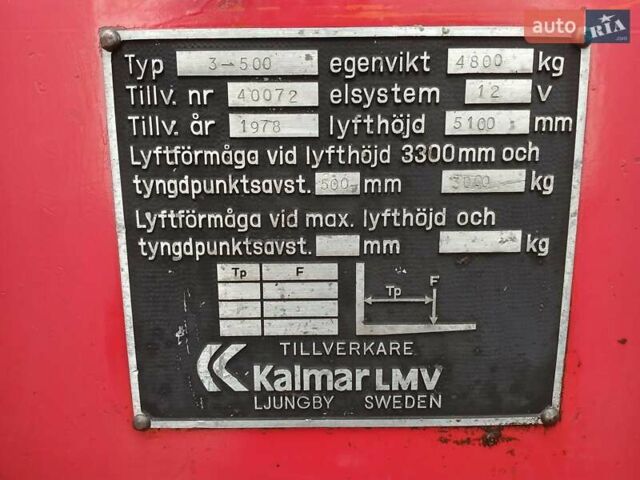 auto RIA .com
Typ 3-500 egenvikt 4800 kg
Tillv. nr 40072 elsystem 12 V
Tillv. år 1978 lyfthöjd 5100 mm
Lyftförmåga vid lyfthöjd 3300mm och
tyngdpunktsavst. 500 mm 3000 kg
Lyftförmåga vid max. lyfthöjd och
tyngdpunktsavst. mm kg
Tp F
F
Tp
TILLVERKARE
Kalmar LMV
LJUNGBY SWEDEN